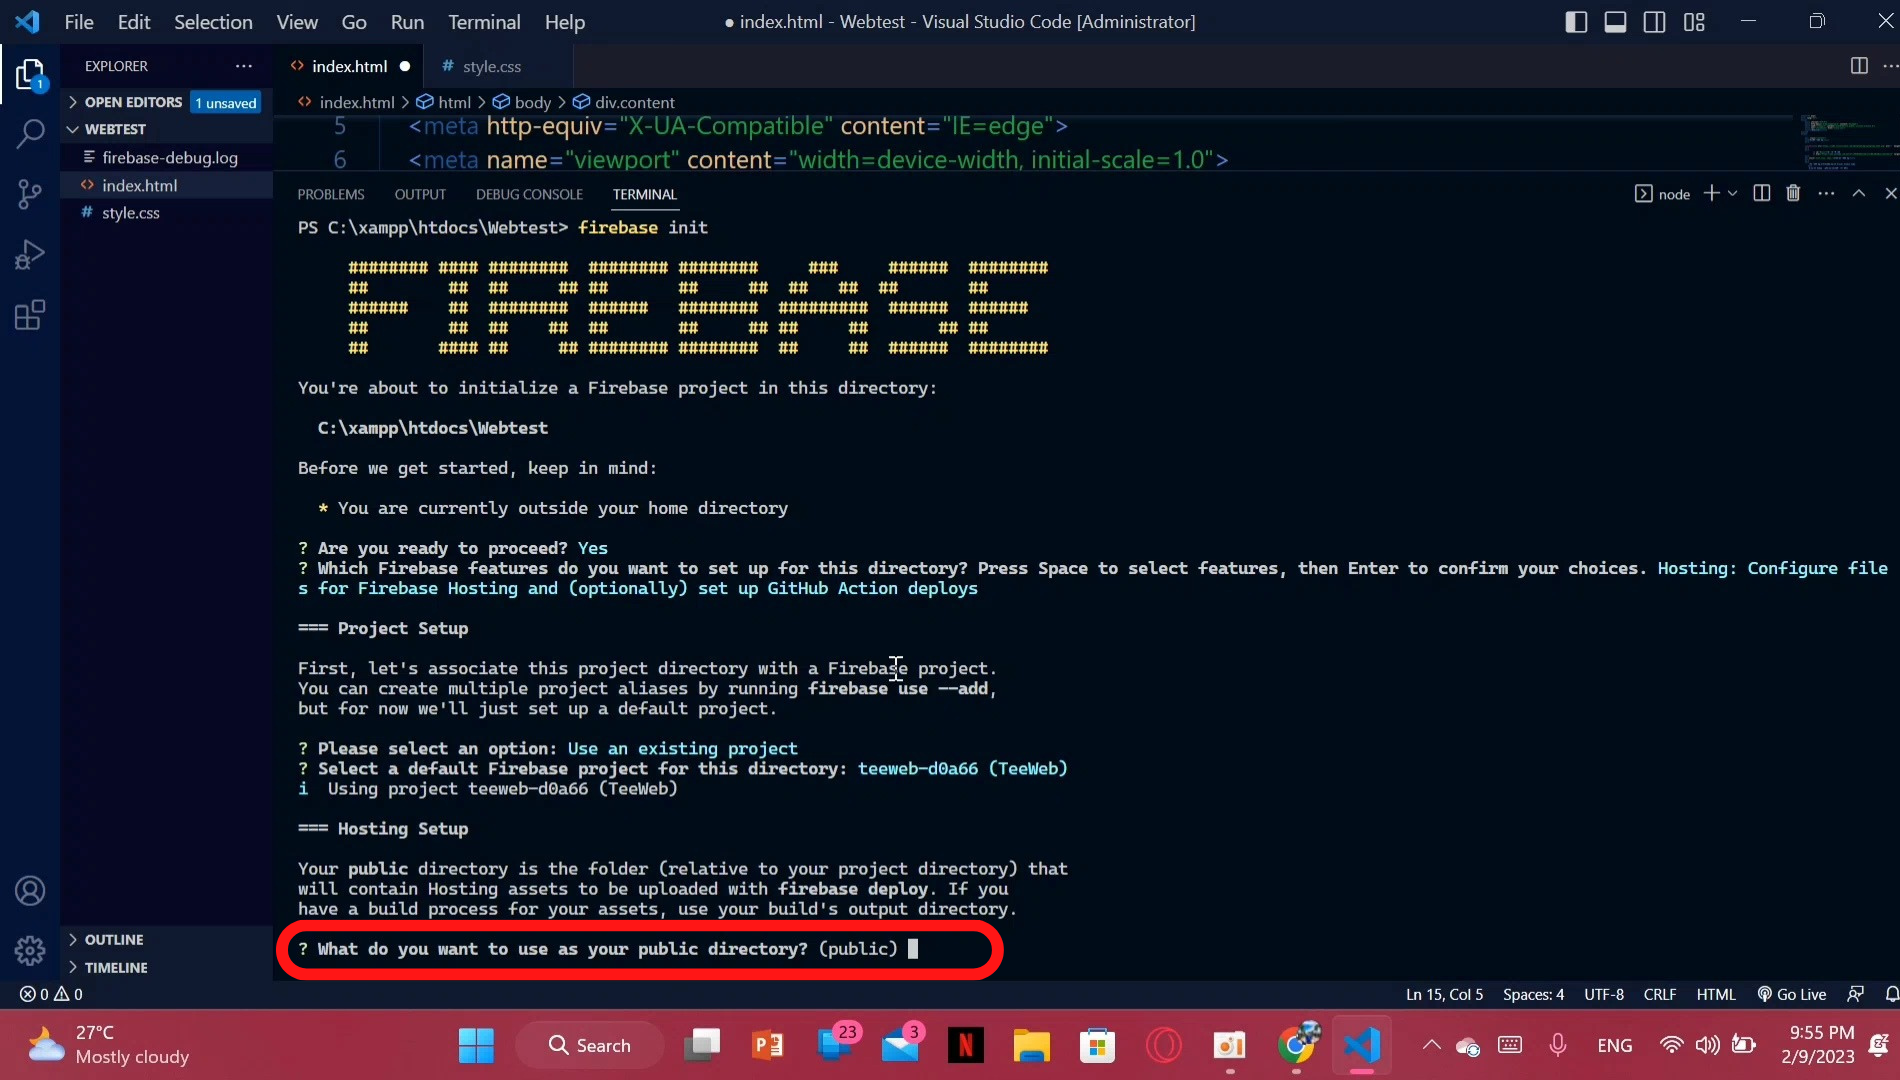 File Edit Selection View Go Run Terminal Help
● index.html - Webtest - Visual Studio Code [Administrator]
1
EXPLORER
OPEN EDITORS 1 unsaved
WEBTEST
firebase-debug.log
index.html
# style.css
index.html
# style.css
index.html > html > body > div.content
5 <meta http-equiv="X-UA-Compatible" content="IE=edge">
6 <meta name="viewport" content="width=device-width, initial-scale=1.0">
PROBLEMS OUTPUT DEBUG CONSOLE TERMINAL
node
PS C:\xampp\htdocs\Webtest> firebase init
FIREBASE
You're about to initialize a Firebase project in this directory:
C:\xampp\htdocs\Webtest
Before we get started, keep in mind:
* You are currently outside your home directory
? Are you ready to proceed? Yes
? Which Firebase features do you want to set up for this directory? Press Space to select features, then Enter to confirm your choices. Hosting: Configure file
s for Firebase Hosting and (optionally) set up GitHub Action deploys
=== Project Setup
First, let's associate this project directory with a Firebase project.
You can create multiple project aliases by running firebase use --add,
but for now we'll just set up a default project.
? Please select an option: Use an existing project
? Select a default Firebase project for this directory: teeweb-d0a66 (TeeWeb)
i Using project teeweb-d0a66 (TeeWeb)
=== Hosting Setup
Your public directory is the folder (relative to your project directory) that
will contain Hosting assets to be uploaded with firebase deploy. If you
have a build process for your assets, use your build's output directory.
? What do you want to use as your public directory? (public)
OUTLINE
TIMELINE
0 0
Ln 15, Col 5 Spaces: 4 UTF-8 CRLF HTML Go Live
27°C
Mostly cloudy
Search
23
3
N
ENG
9:55 PM
2/9/2023